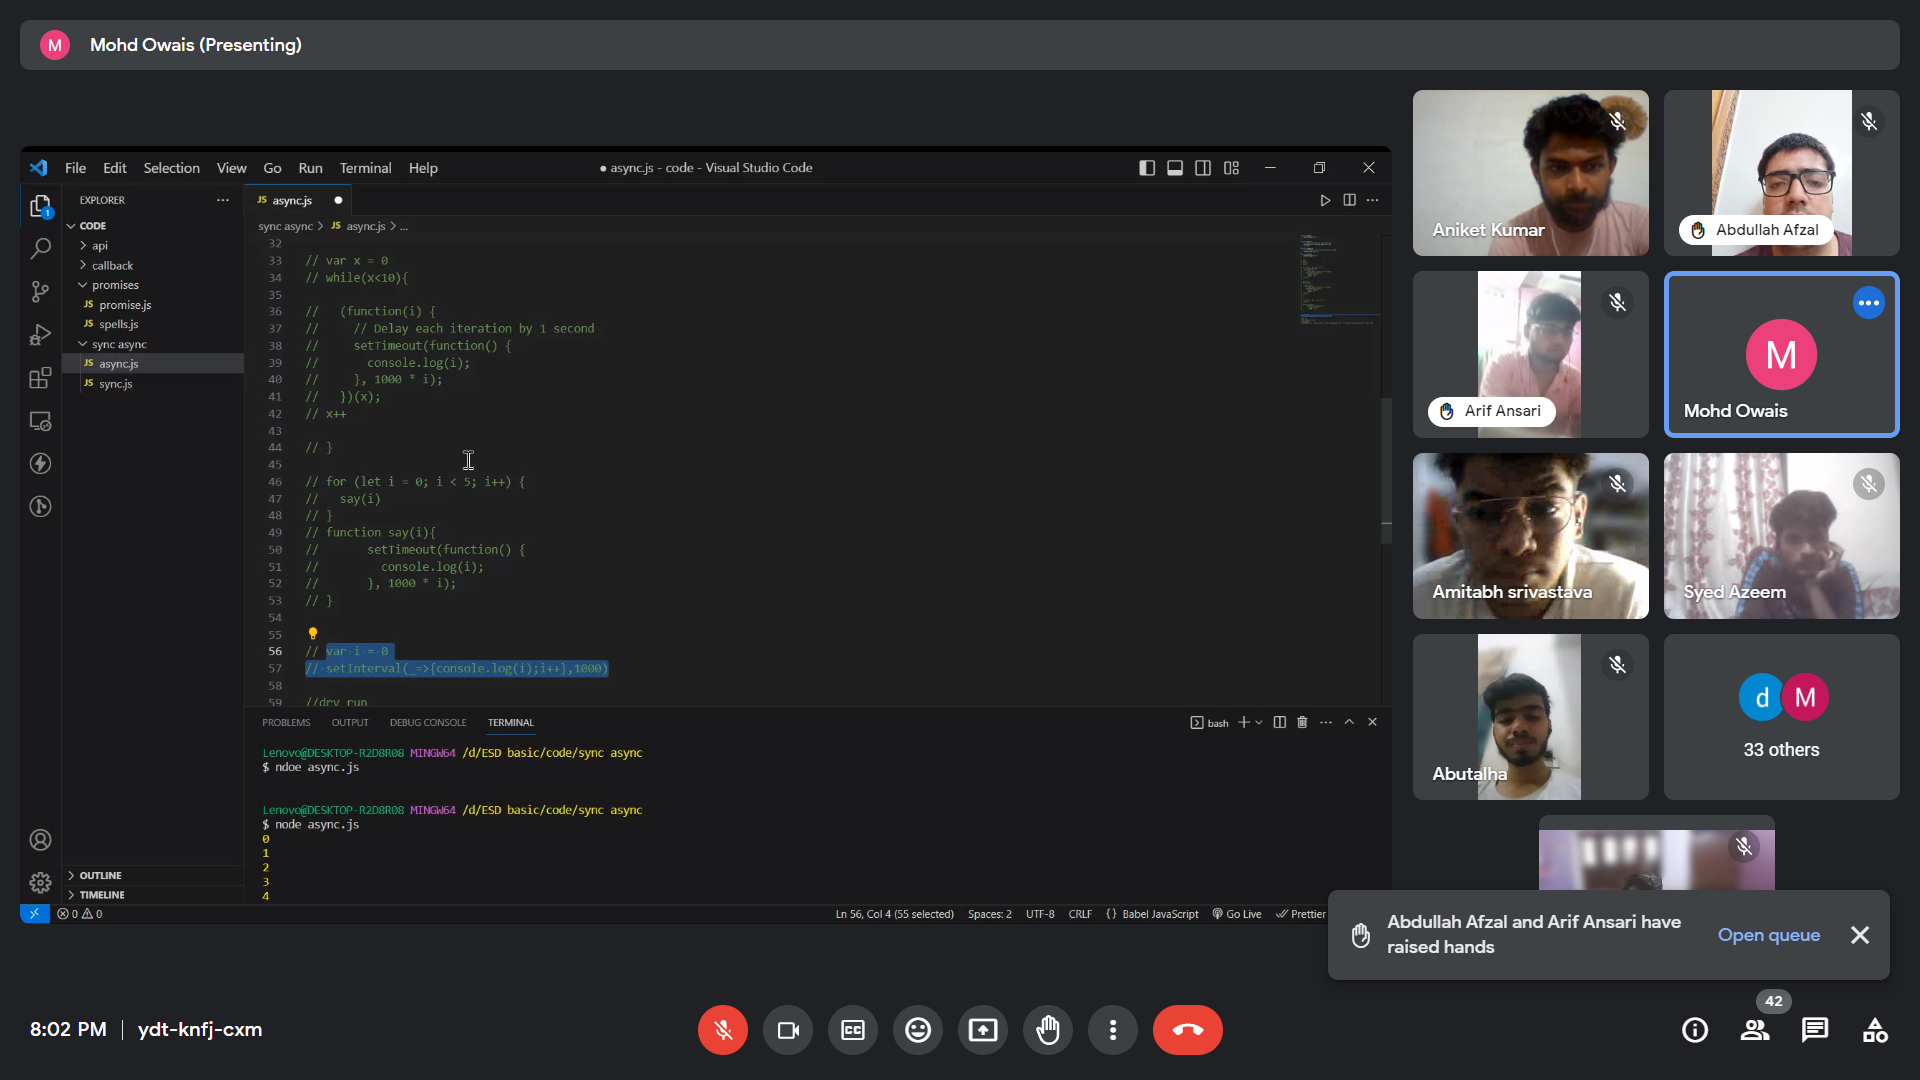 M Mohd Owais (Presenting)
File Edit Selection View Go Run Terminal Help
● async.js - code - Visual Studio Code
EXPLORER
CODE
api
callback
promises
JS promise.js
JS spells.js
sync async
JS async.js
JS sync.js
OUTLINE
TIMELINE
1
JS async.js
sync async > JS async.js > ...
32
33 // var x = 0
34 // while(x<10){
35
36 // (function(i) {
37 // // Delay each iteration by 1 second
38 // setTimeout(function() {
39 // console.log(i);
40 // }, 1000 * i);
41 // })(x);
42 // x++
43
44 // }
45
46 // for (let i = 0; i < 5; i++) {
47 // say(i)
48 // }
49 // function say(i){
50 // setTimeout(function() {
51 // console.log(i);
52 // }, 1000 * i);
53 // }
54
55
56 // var i = 0
57 // setInterval(_=>{console.log(i);i++},1000)
58
59 //dry run
PROBLEMS OUTPUT DEBUG CONSOLE TERMINAL
bash
Lenovo@DESKTOP-R2D8R08 MINGW64 /d/ESD basic/code/sync async
$ ndoe async.js
Lenovo@DESKTOP-R2D8R08 MINGW64 /d/ESD basic/code/sync async
$ node async.js
0
1
2
3
4
0 0
Ln 56, Col 4 (55 selected) Spaces: 2 UTF-8 CRLF {} Babel JavaScript Go Live Prettier
Aniket Kumar
Abdullah Afzal
Arif Ansari
M
Mohd Owais
Amitabh srivastava
Syed Azeem
Abutalha
d M
33 others
Abdullah Afzal and Arif Ansari have
raised hands
Open queue
8:02 PM | ydt-knfj-cxm
CC
42